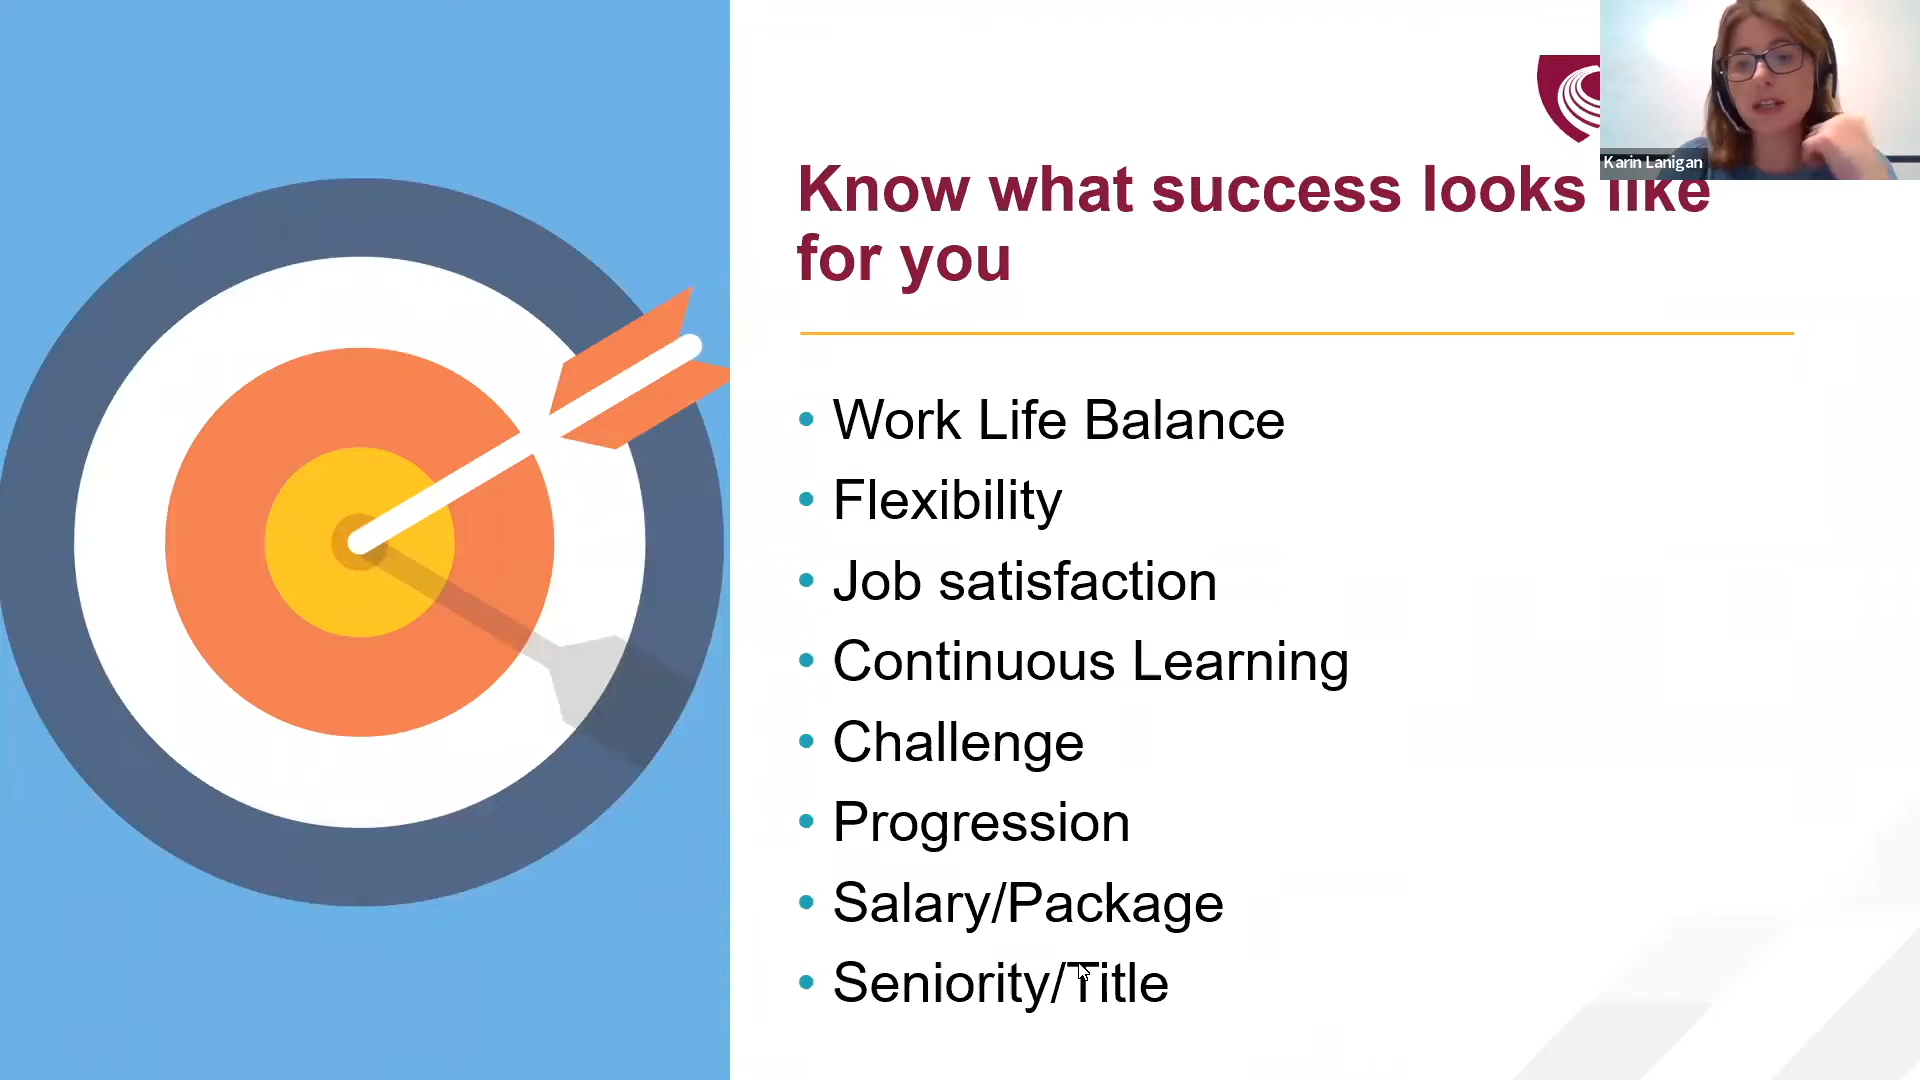 Karin Lanigan
Know what success looks like
for you
• Work Life Balance
• Flexibility
• Job satisfaction
• Continuous Learning
• Challenge
• Progression
• Salary/Package
• Seniority/Title